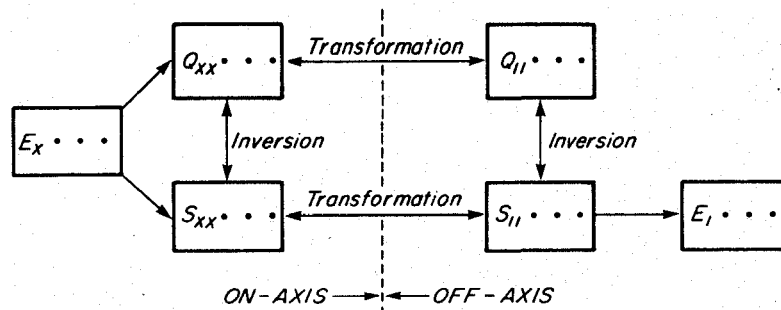 Q_XX • • •
Transformation
Q_11 • • •
E_X • • •
Inversion
Inversion
S_XX • • •
Transformation
S_11 • • •
E_1 • • •
ON-AXIS
OFF-AXIS